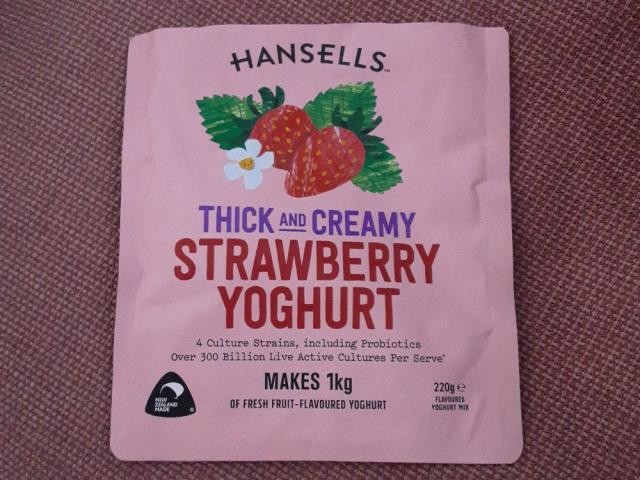 HANSELLS™
THICK AND CREAMY
STRAWBERRY
YOGHURT
4 Culture Strains, including Probiotics
Over 300 Billion Live Active Cultures Per Serve*
MAKES 1kg
OF FRESH FRUIT-FLAVOURED YOGHURT
NEW
ZEALAND
MADE
220g ℮
FLAVOURED
YOGHURT MIX